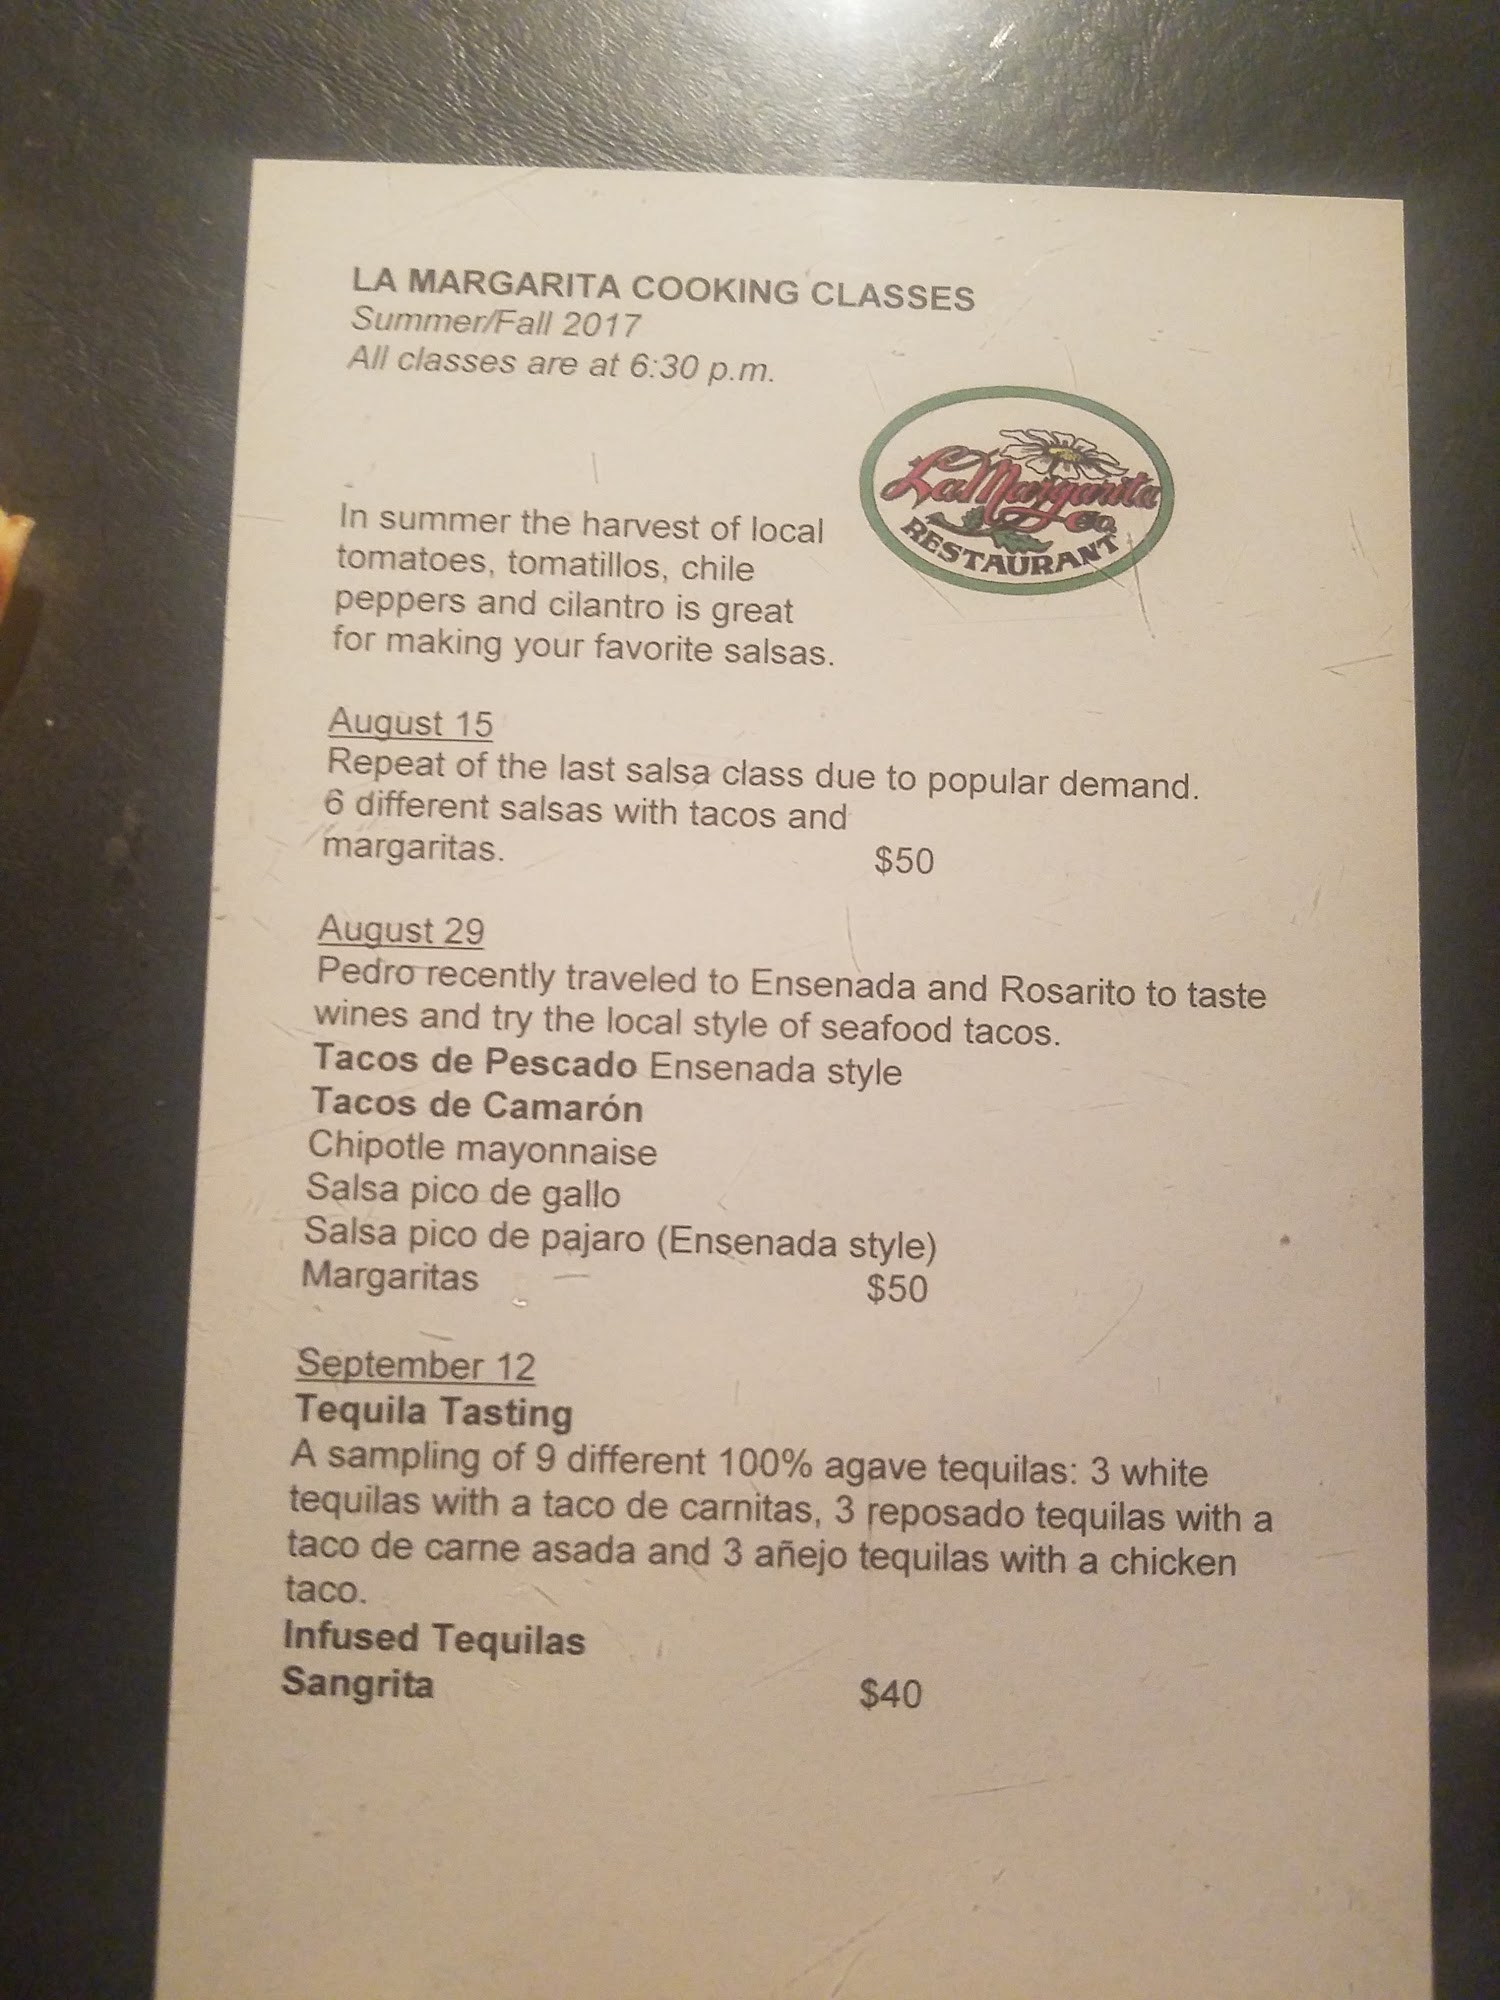 LA MARGARITA COOKING CLASSES
Summer/Fall 2017
All classes are at 6:30 p.m.
La Margarita
Co.
RESTAURANT
In summer the harvest of local
tomatoes, tomatillos, chile
peppers and cilantro is great
for making your favorite salsas.
August 15
Repeat of the last salsa class due to popular demand.
6 different salsas with tacos and
margaritas. $50
August 29
Pedro recently traveled to Ensenada and Rosarito to taste
wines and try the local style of seafood tacos.
Tacos de Pescado Ensenada style
Tacos de Camarón
Chipotle mayonnaise
Salsa pico de gallo
Salsa pico de pajaro (Ensenada style)
Margaritas $50
September 12
Tequila Tasting
A sampling of 9 different 100% agave tequilas: 3 white
tequilas with a taco de carnitas, 3 reposado tequilas with a
taco de carne asada and 3 añejo tequilas with a chicken
taco.
Infused Tequilas
Sangrita $40